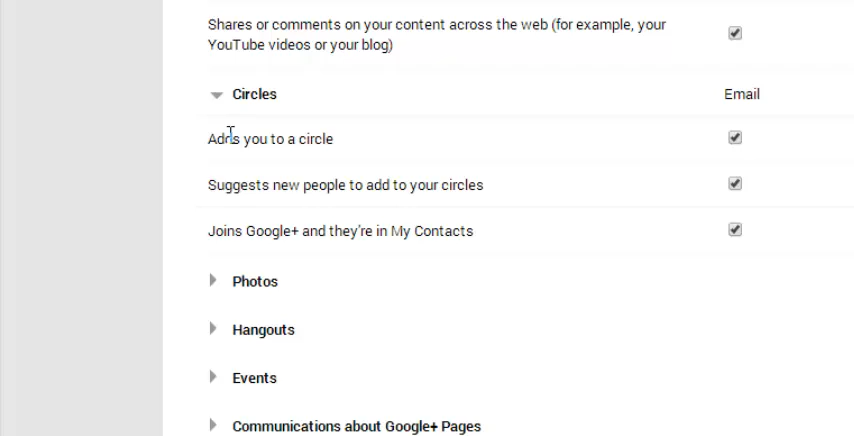 Shares or comments on your content across the web (for example, your
YouTube videos or your blog)
Circles Email
Adds you to a circle
Suggests new people to add to your circles
Joins Google+ and they're in My Contacts
Photos
Hangouts
Events
Communications about Google+ Pages